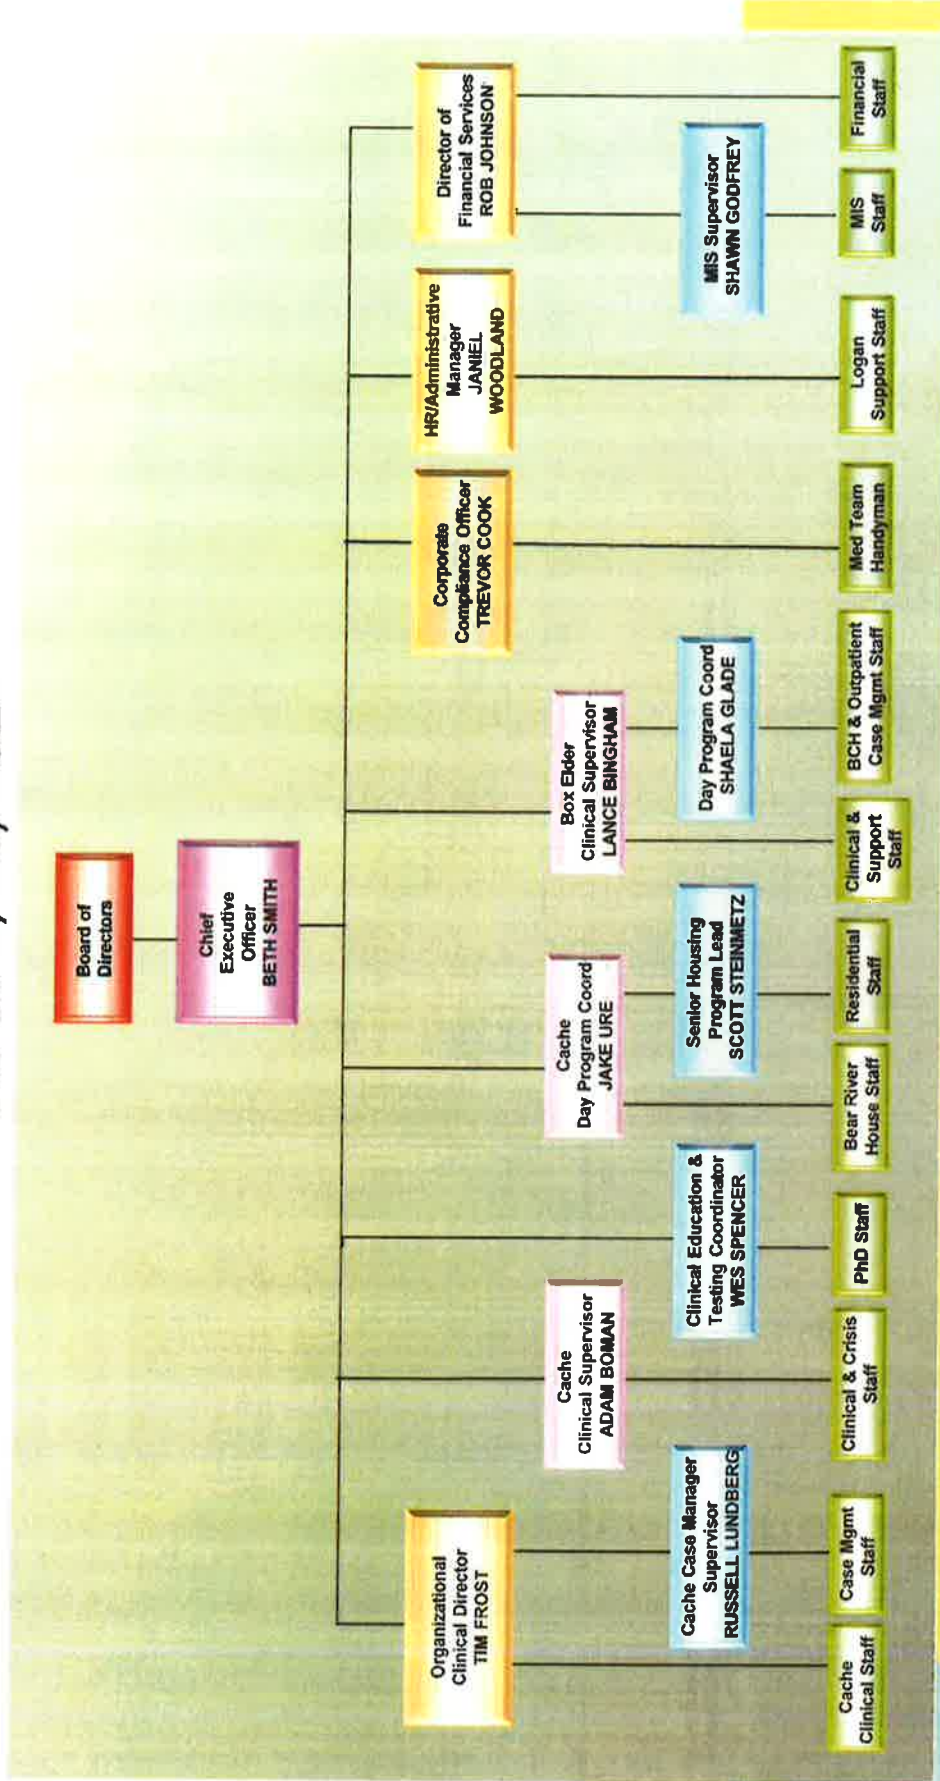 Board of
Directors
Chief
Executive
Officer
BETH SMITH
Organizational
Clinical Director
TIM FROST
Corporate
Compliance Officer
TREVOR COOK
HR/Administrative
Manager
JANIEL
WOODLAND
Director of
Financial Services
ROB JOHNSON
Cache
Clinical Supervisor
ADAM BOMAN
Cache
Day Program Coord
JAKE URE
Box Elder
Clinical Supervisor
LANCE BINGHAM
Cache Case Manager
Supervisor
RUSSELL LUNDBERG
Clinical Education &
Testing Coordinator
WES SPENCER
Senior Housing
Program Lead
SCOTT STEINMETZ
Day Program Coord
SHAELA GLADE
MIS Supervisor
SHAWN GODFREY
Cache
Clinical Staff
Case Mgmt
Staff
Clinical & Crisis
Staff
PhD Staff
Bear River
House Staff
Residential
Staff
Clinical &
Support
Staff
BCH & Outpatient
Case Mgmt Staff
Med Team
Handyman
Logan
Support Staff
MIS
Staff
Financial
Staff